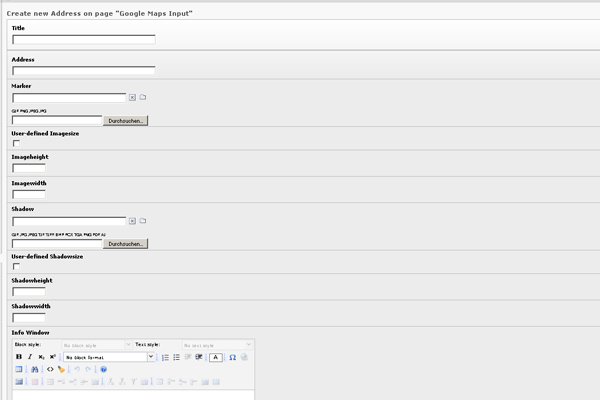 Create new Address on page "Google Maps Input"
Title
Address
Marker
GIF PNG JPEG JPG
Durchsuchen...
User-defined Imagesize
Imageheight
Imagewidth
Shadow
GIF JPG JPEG TIF TIFF BMP PCX TGA PNG PDF AI
Durchsuchen...
User-defined Shadowsize
Shadowheight
Shadowwidth
Info Window
Block style: No block style Text style: No text style
B I X₂ X² No block format A Ω